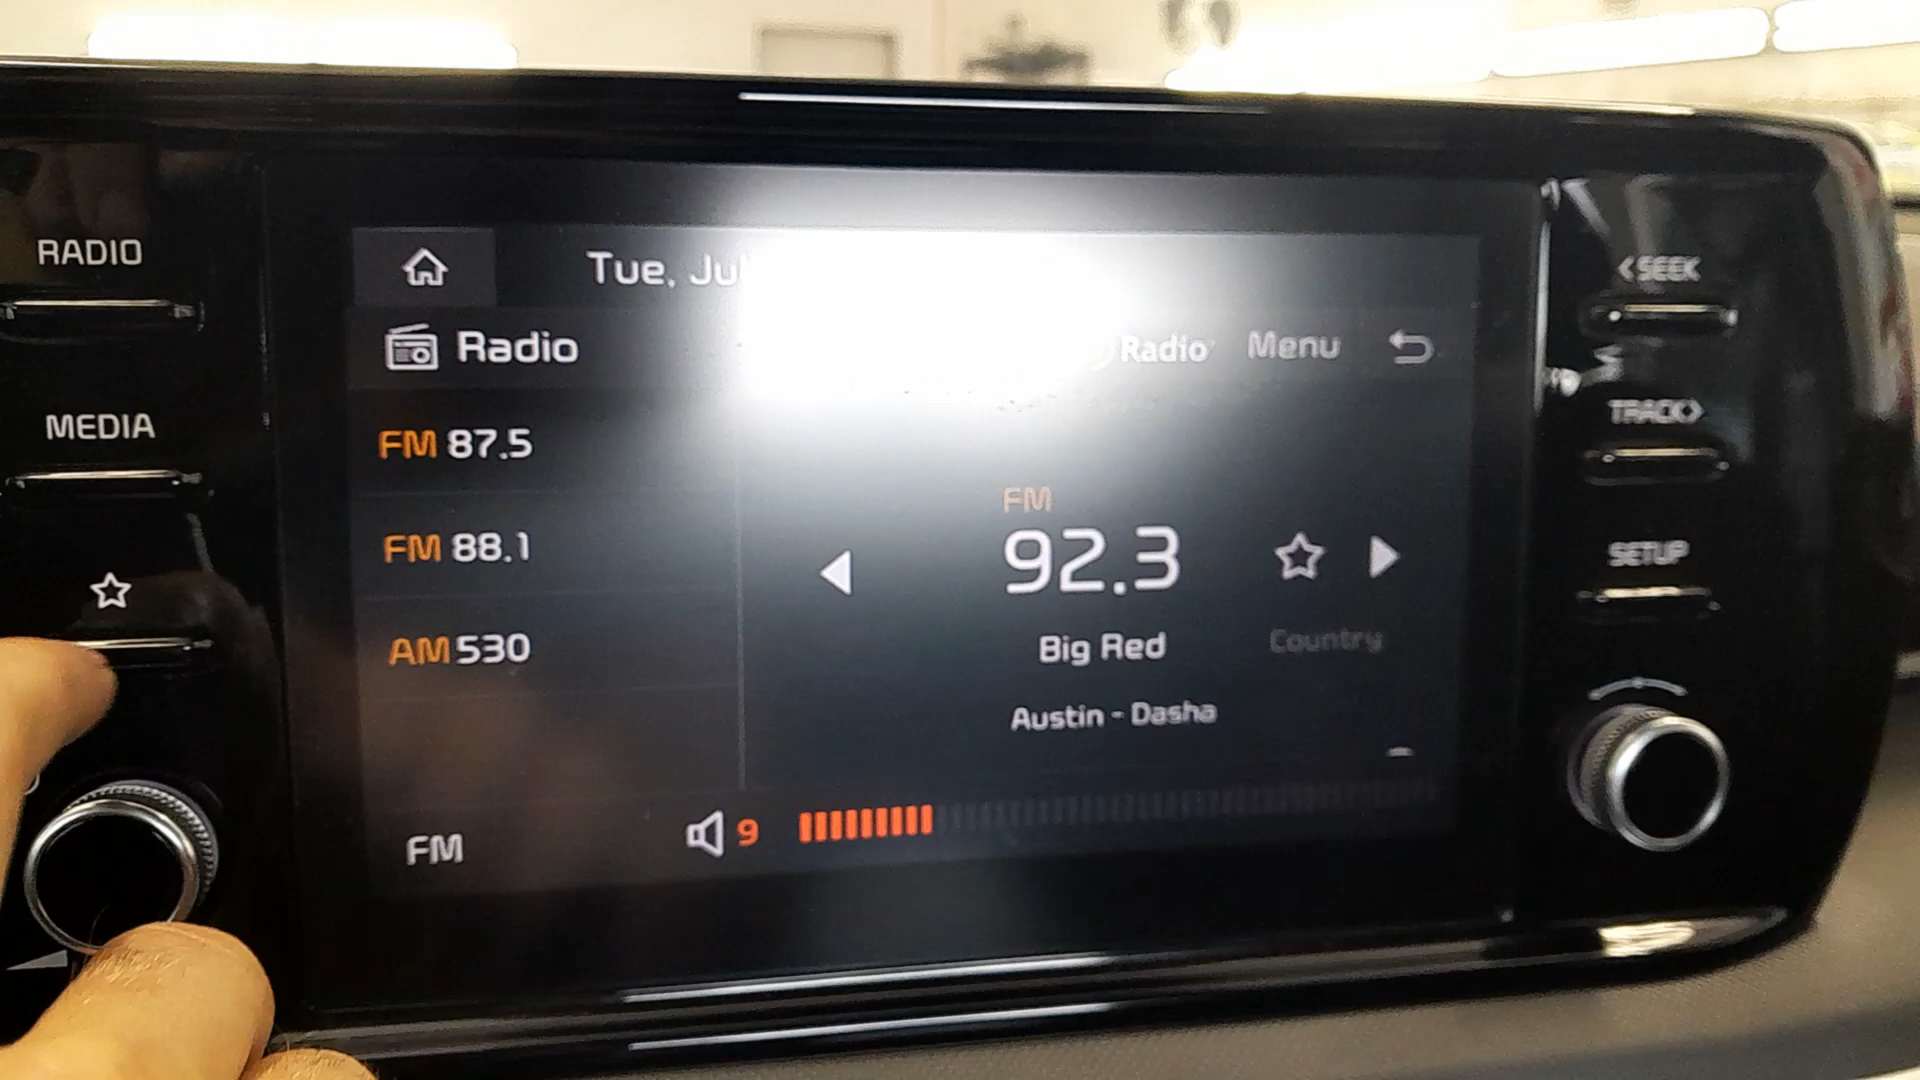 RADIO
MEDIA
Tue, Jul
Radio
Radio
Menu
FM 87.5
FM 88.1
AM 530
FM
92.3
Big Red
Country
Austin - Dasha
FM
9
< SEEK
TRACK >
SETUP